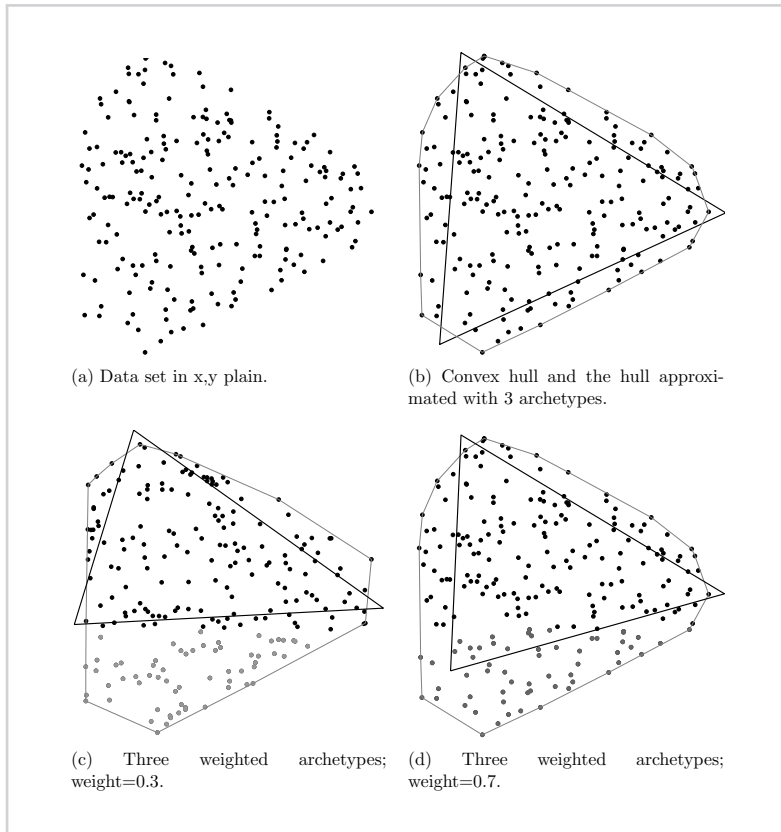 (a) Data set in x,y plain.
(b) Convex hull and the hull approxi-
mated with 3 archetypes.
(c) Three weighted archetypes;
weight=0.3.
(d) Three weighted archetypes;
weight=0.7.